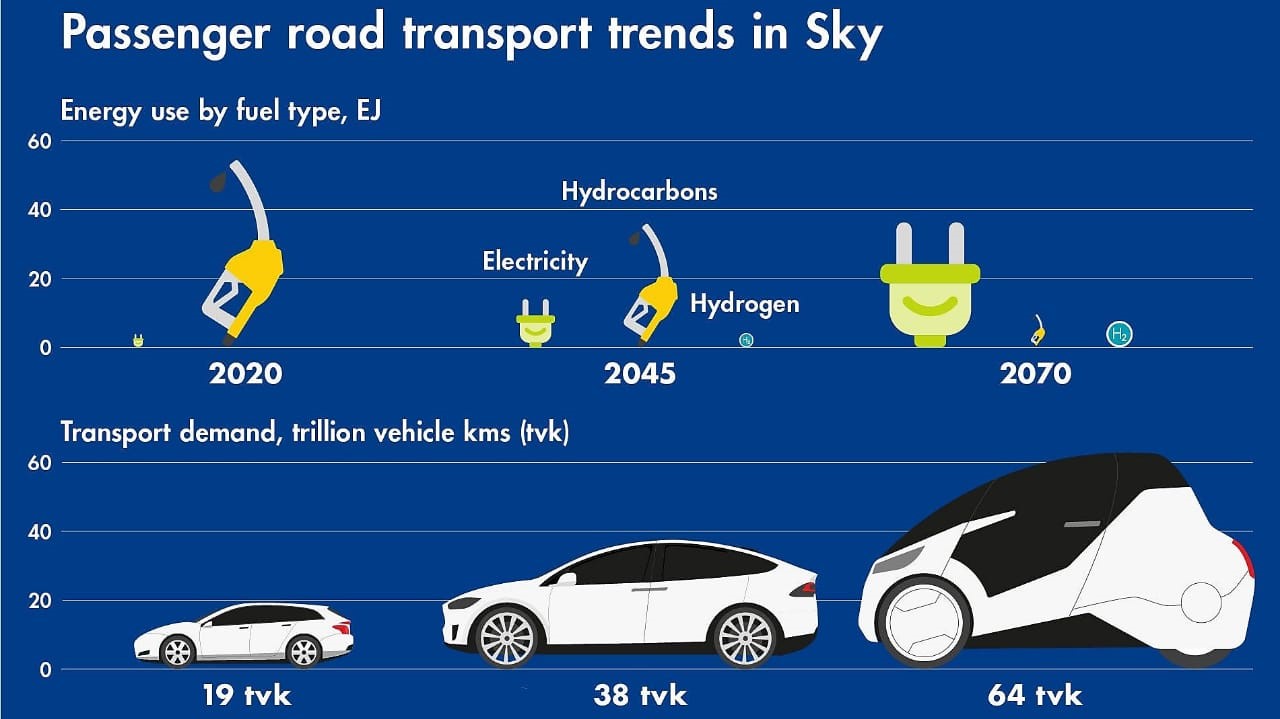 Passenger road transport trends in Sky
Energy use by fuel type, EJ
60
Hydrocarbons
40
Electricity
20
Hydrogen
H2
H2
0
2020 2045 2070
Transport demand, trillion vehicle kms (tvk)
60
40
20
0
19 tvk 38 tvk 64 tvk